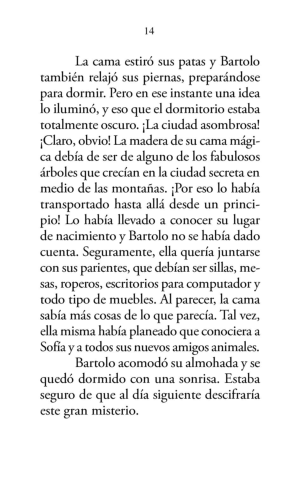 14
La cama estiró sus patas y Bartolo
también relajó sus piernas, preparándose
para dormir. Pero en ese instante una idea
lo iluminó, y eso que el dormitorio estaba
totalmente oscuro. ¡La ciudad asombrosa!
¡Claro, obvio! La madera de su cama mági-
ca debía de ser de alguno de los fabulosos
árboles que crecían en la ciudad secreta en
medio de las montañas. ¡Por eso lo había
transportado hasta allá desde un princi-
pio! Lo había llevado a conocer su lugar
de nacimiento y Bartolo no se había dado
cuenta. Seguramente, ella quería juntarse
con sus parientes, que debían ser sillas, me-
sas, roperos, escritorios para computador y
todo tipo de muebles. Al parecer, la cama
sabía más cosas de lo que parecía. Tal vez,
ella misma había planeado que conociera a
Sofía y a todos sus nuevos amigos animales.
Bartolo acomodó su almohada y se
quedó dormido con una sonrisa. Estaba
seguro de que al día siguiente descifraría
este gran misterio.